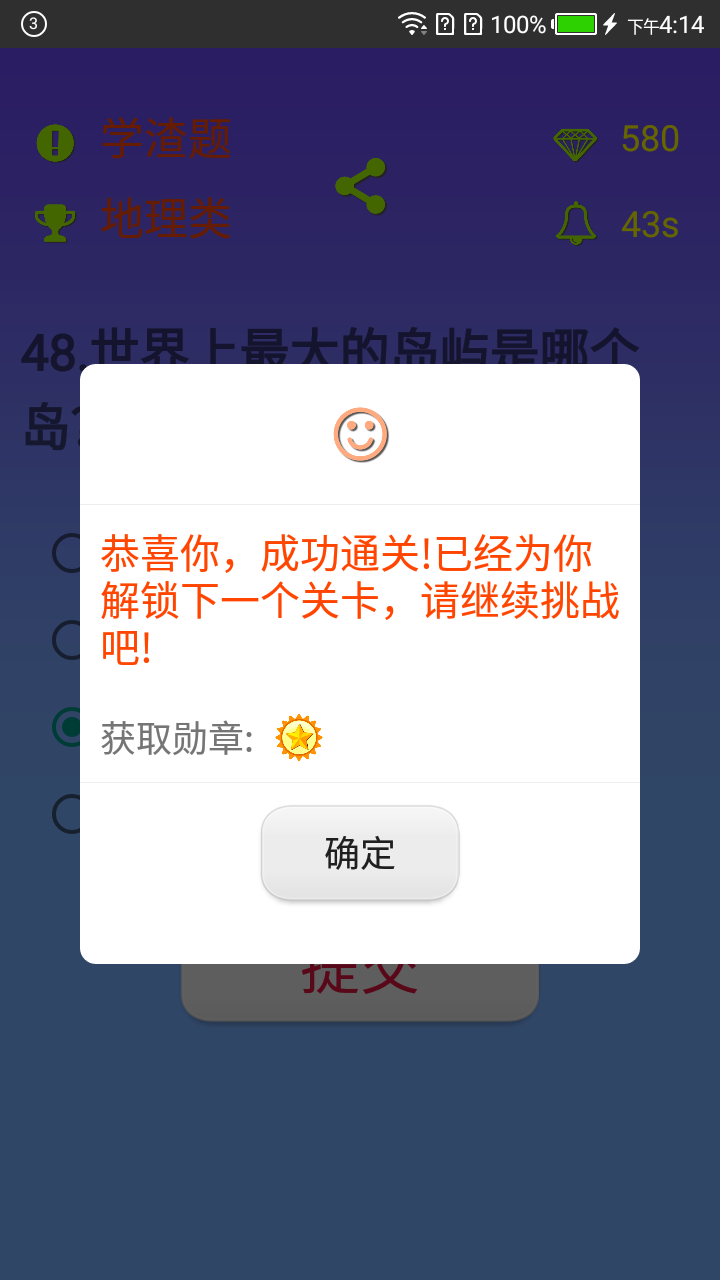 3
100%
下午4:14
学渣题
580
地理类
43s
48.世界上最大的岛屿是哪个
岛?
恭喜你，成功通关!已经为你
解锁下一个关卡，请继续挑战
吧!
获取勋章:
确定
提交